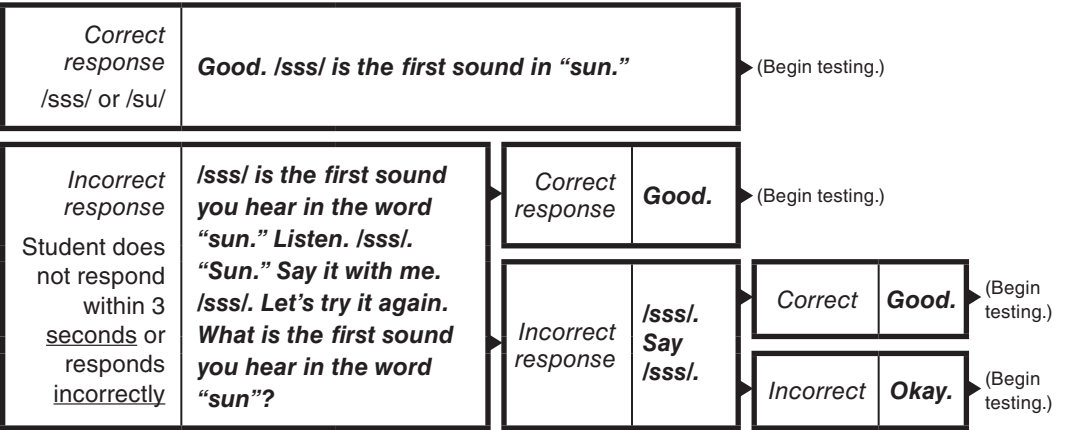 Correct
response
/sss/ or /su/
Good. /sss/ is the first sound in “sun.”
(Begin testing.)
Incorrect
response
Student does
not respond
within 3
seconds or
responds
incorrectly
/sss/ is the first sound
you hear in the word
“sun.” Listen. /sss/.
“Sun.” Say it with me.
/sss/. Let’s try it again.
What is the first sound
you hear in the word
“sun”?
Correct
response
Good.
(Begin testing.)
Incorrect
response
/sss/.
Say
/sss/.
Correct
Good.
(Begin
testing.)
Incorrect
Okay.
(Begin
testing.)